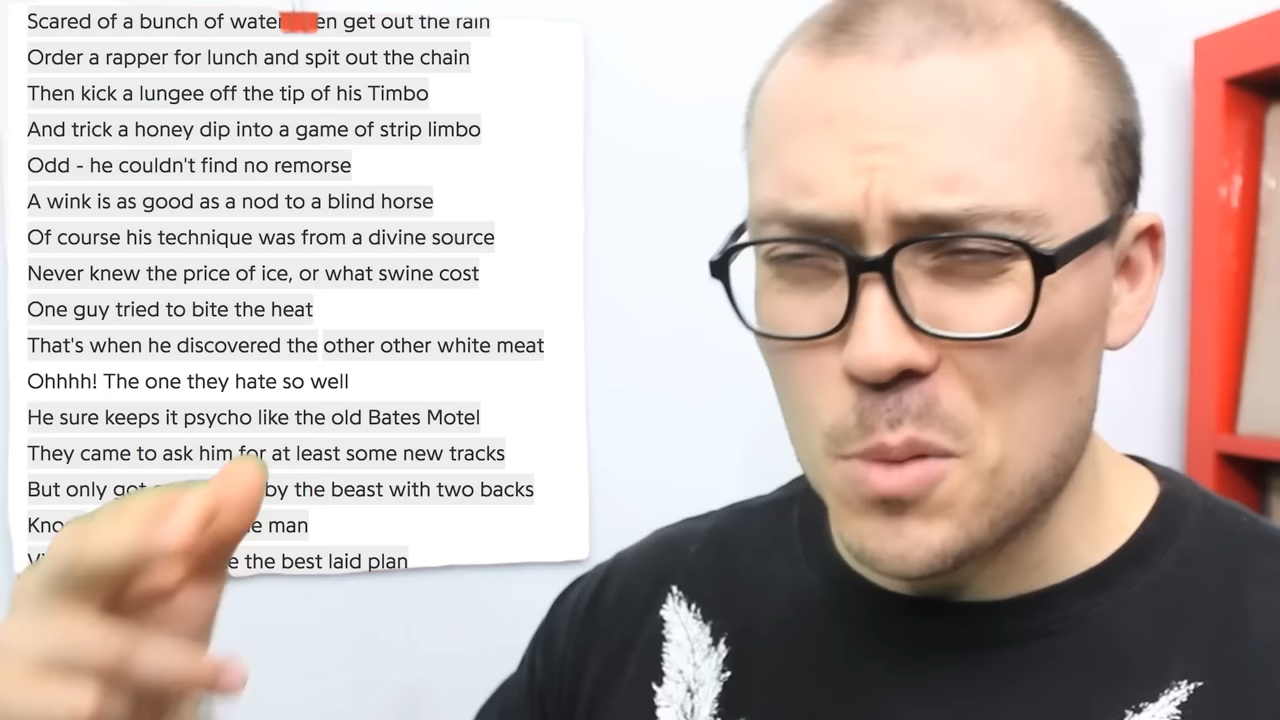 Scared of a bunch of water get out the rain
Order a rapper for lunch and spit out the chain
Then kick a lungee off the tip of his Timbo
And trick a honey dip into a game of strip limbo
Odd - he couldn't find no remorse
A wink is as good as a nod to a blind horse
Of course his technique was from a divine source
Never knew the price of ice, or what swine cost
One guy tried to bite the heat
That's when he discovered the other other white meat
Ohhhh! The one they hate so well
He sure keeps it psycho like the old Bates Motel
They came to ask him for at least some new tracks
But only got by the beast with two backs
man
the best laid plan